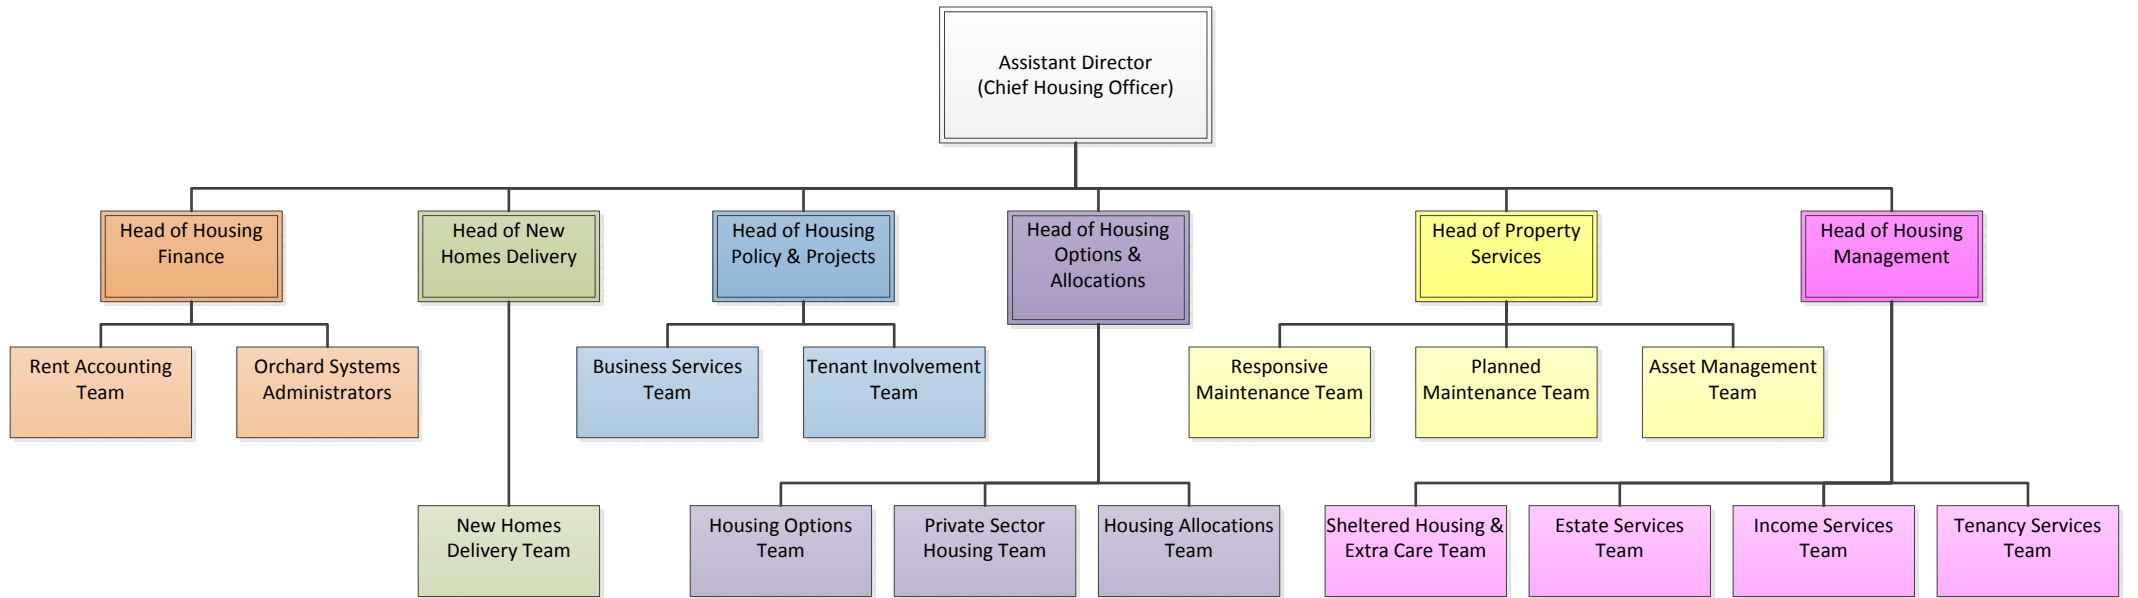 Assistant Director
(Chief Housing Officer)
Head of Housing
Finance
Head of New
Homes Delivery
Head of Housing
Policy & Projects
Head of Housing
Options &
Allocations
Head of Property
Services
Head of Housing
Management
Rent Accounting
Team
Orchard Systems
Administrators
Business Services
Team
Tenant Involvement
Team
Responsive
Maintenance Team
Planned
Maintenance Team
Asset Management
Team
New Homes
Delivery Team
Housing Options
Team
Private Sector
Housing Team
Housing Allocations
Team
Sheltered Housing &
Extra Care Team
Estate Services
Team
Income Services
Team
Tenancy Services
Team